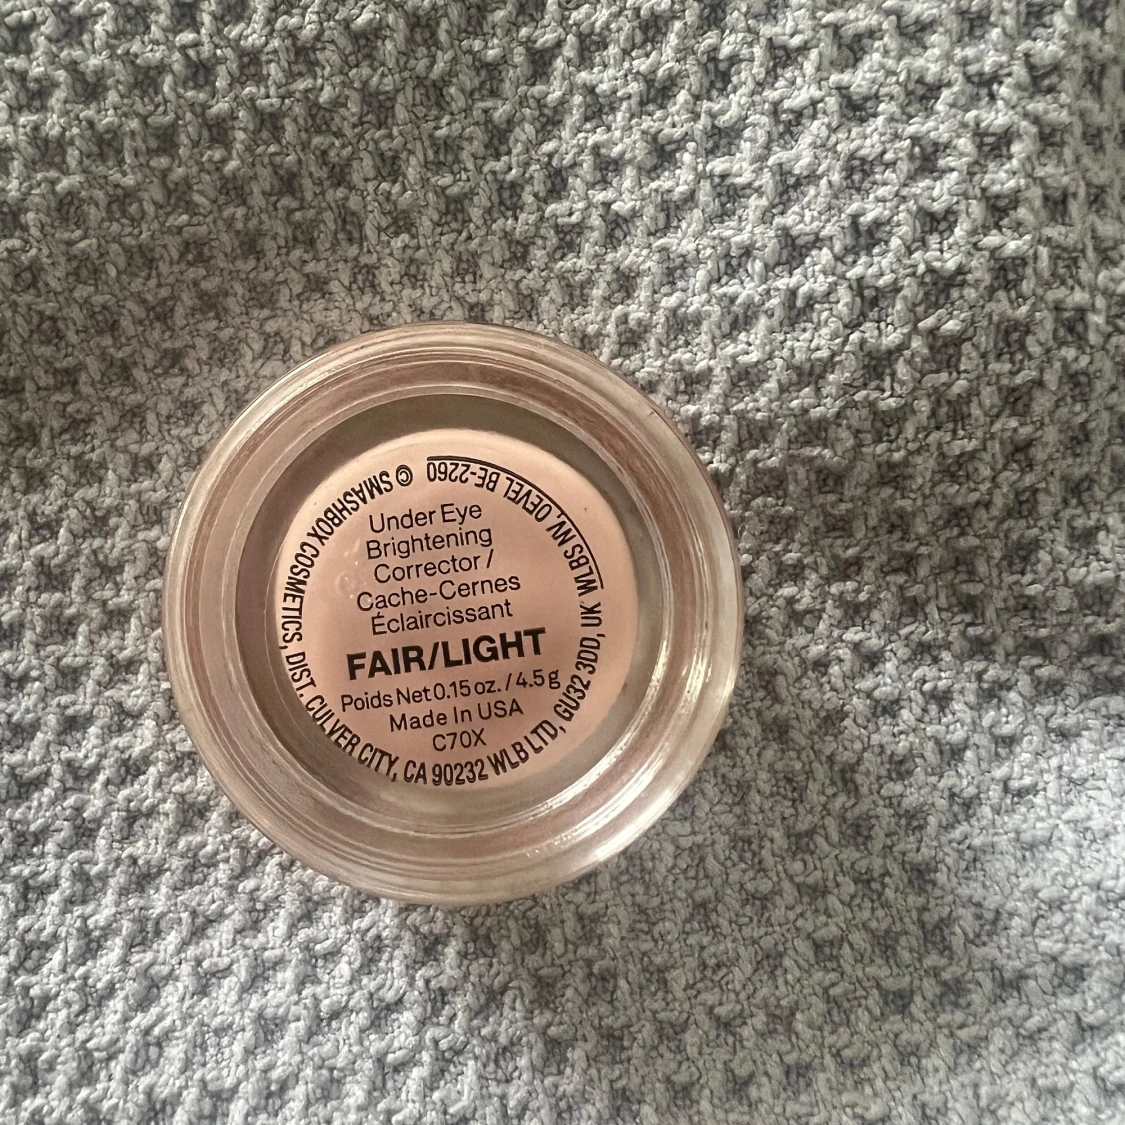 Under Eye
Brightening
Corrector /
Cache-Cernes
Éclaircissant
FAIR/LIGHT
Poids Net 0.15 oz. / 4.5 g
Made In USA
C70X
© SMASHBOX COSMETICS, DIST. CULVER CITY, CA 90232 WLB LTD, GU32 3DD, UK WLBS NV, OEVEL BE-2260